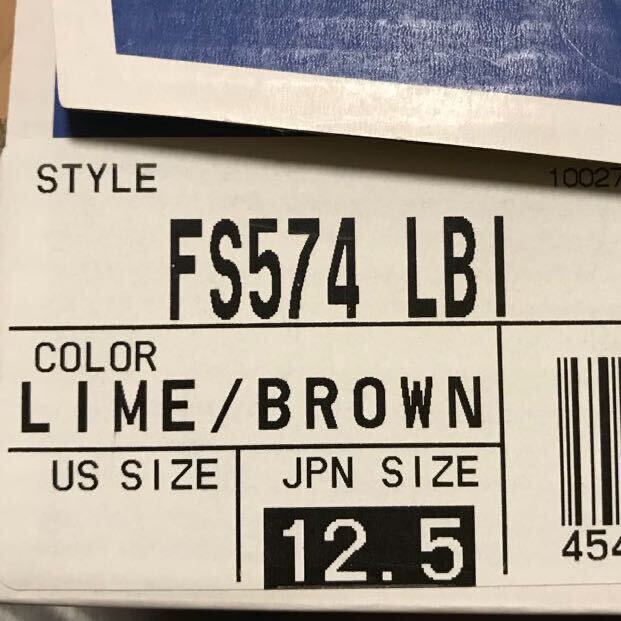 STYLE
10027
FS574 LBI
COLOR
LIME/BROWN
US SIZE
JPN SIZE
12.5
454